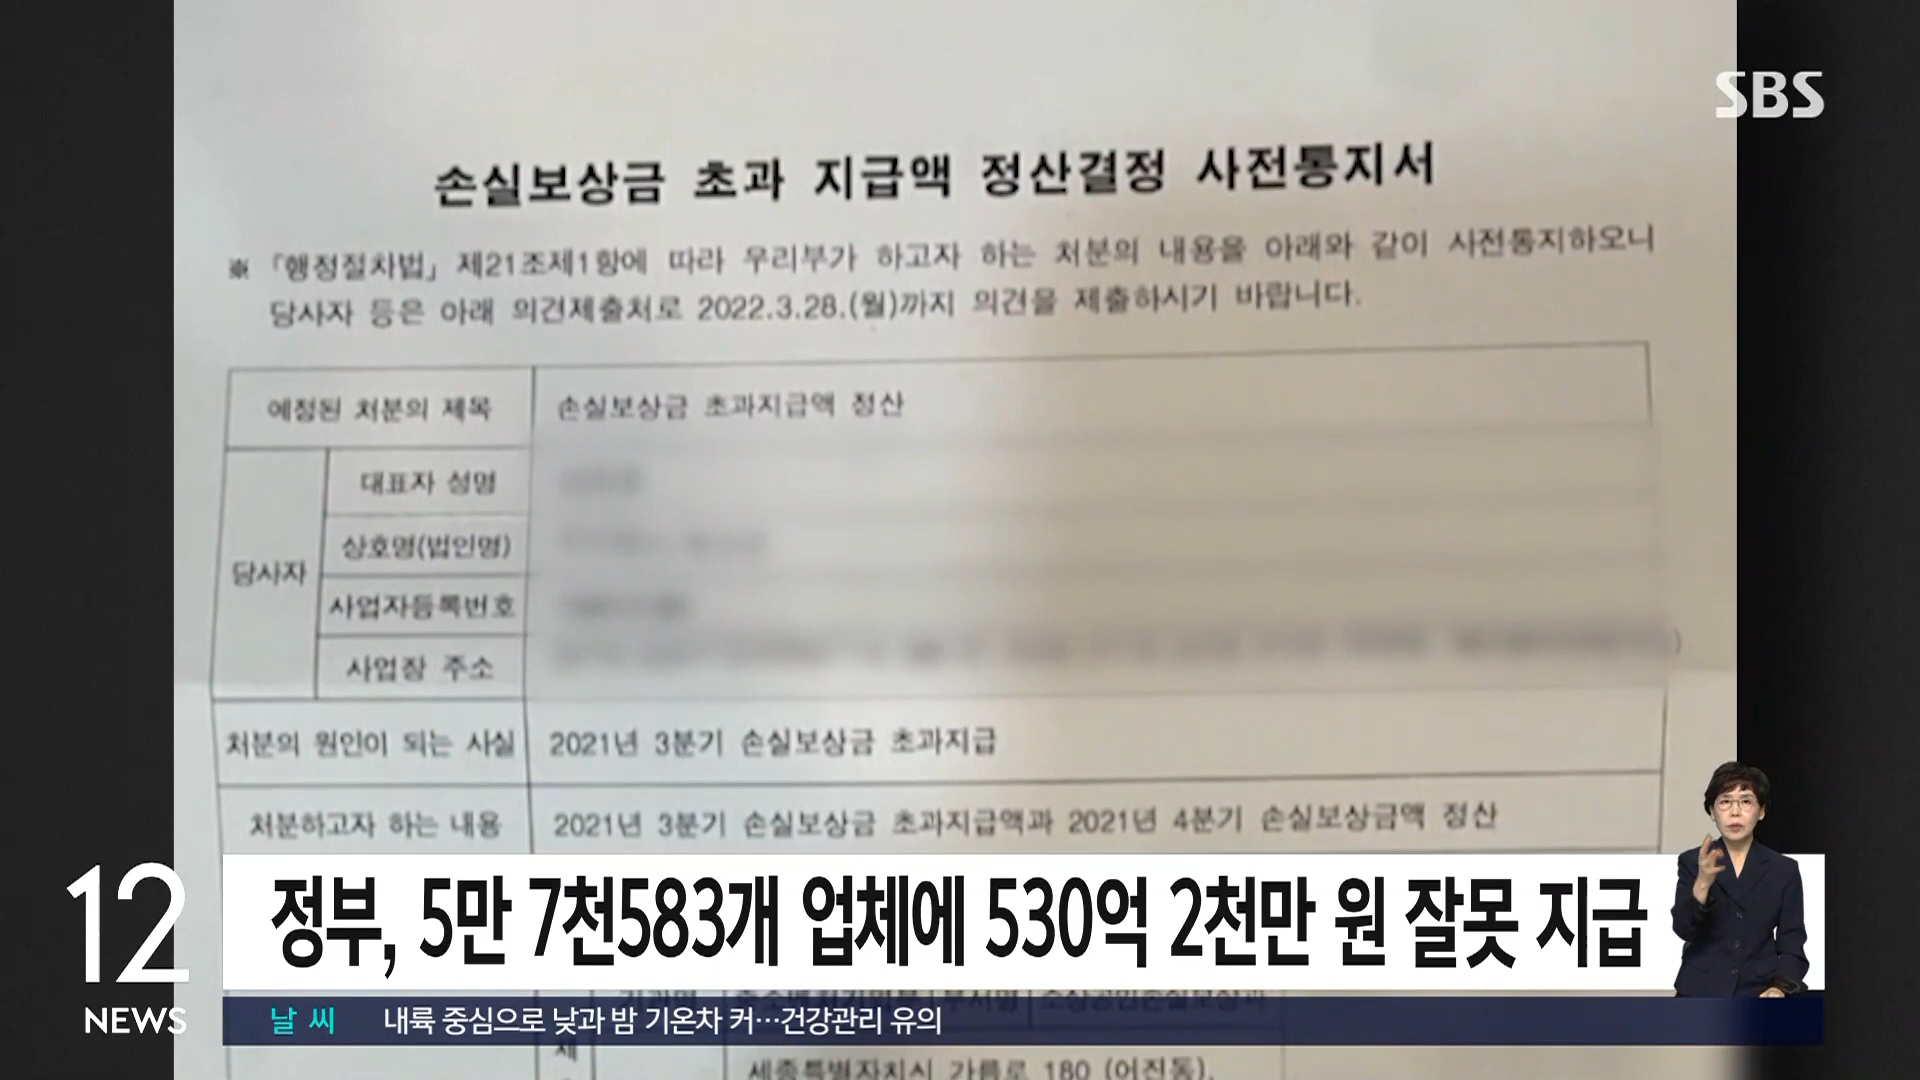 SBS
손실보상금 초과 지급액 정산결정 사전통지서
※ 「행정절차법」 제21조제1항에 따라 우리부가 하고자 하는 처분의 내용을 아래와 같이 사전통지하오니
당사자 등은 아래 의견제출처로 2022.3.28.(월)까지 의견을 제출하시기 바랍니다.
예정된 처분의 제목 손실보상금 초과지급액 정산
당사자
대표자 성명
상호명(법인명)
사업자등록번호
사업장 주소
처분의 원인이 되는 사실 2021년 3분기 손실보상금 초과지급
처분하고자 하는 내용 2021년 3분기 손실보상금 초과지급액과 2021년 4분기 손실보상금액 정산
12
NEWS
정부, 5만 7천583개 업체에 530억 2천만 원 잘못 지급
날씨 내륙 중심으로 낮과 밤 기온차 커…건강관리 유의
세종특별자치시 가름로 180 (어진동),